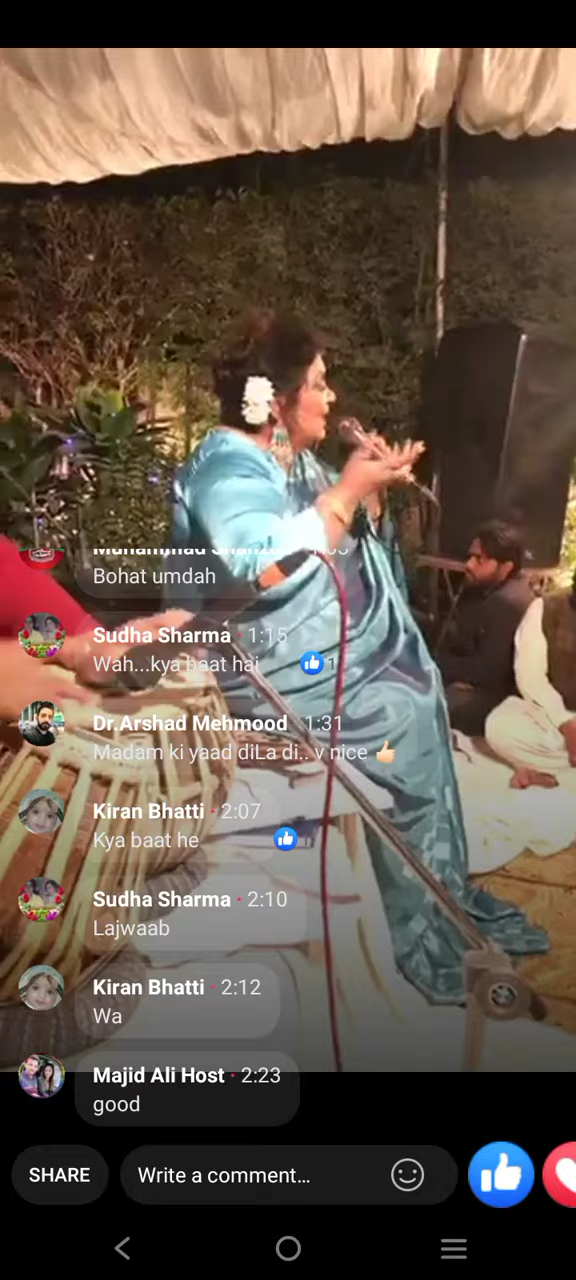 Bohat umdah
Sudha Sharma · 1:15
Wah...kya baat hai 1
Dr.Arshad Mehmood · 1:31
Madam ki yaad diLa di.. v nice 👍🏻
Kiran Bhatti · 2:07
Kya baat he
Sudha Sharma · 2:10
Lajwaab
Kiran Bhatti · 2:12
Wa
Majid Ali Host · 2:23
good
SHARE
Write a comment...